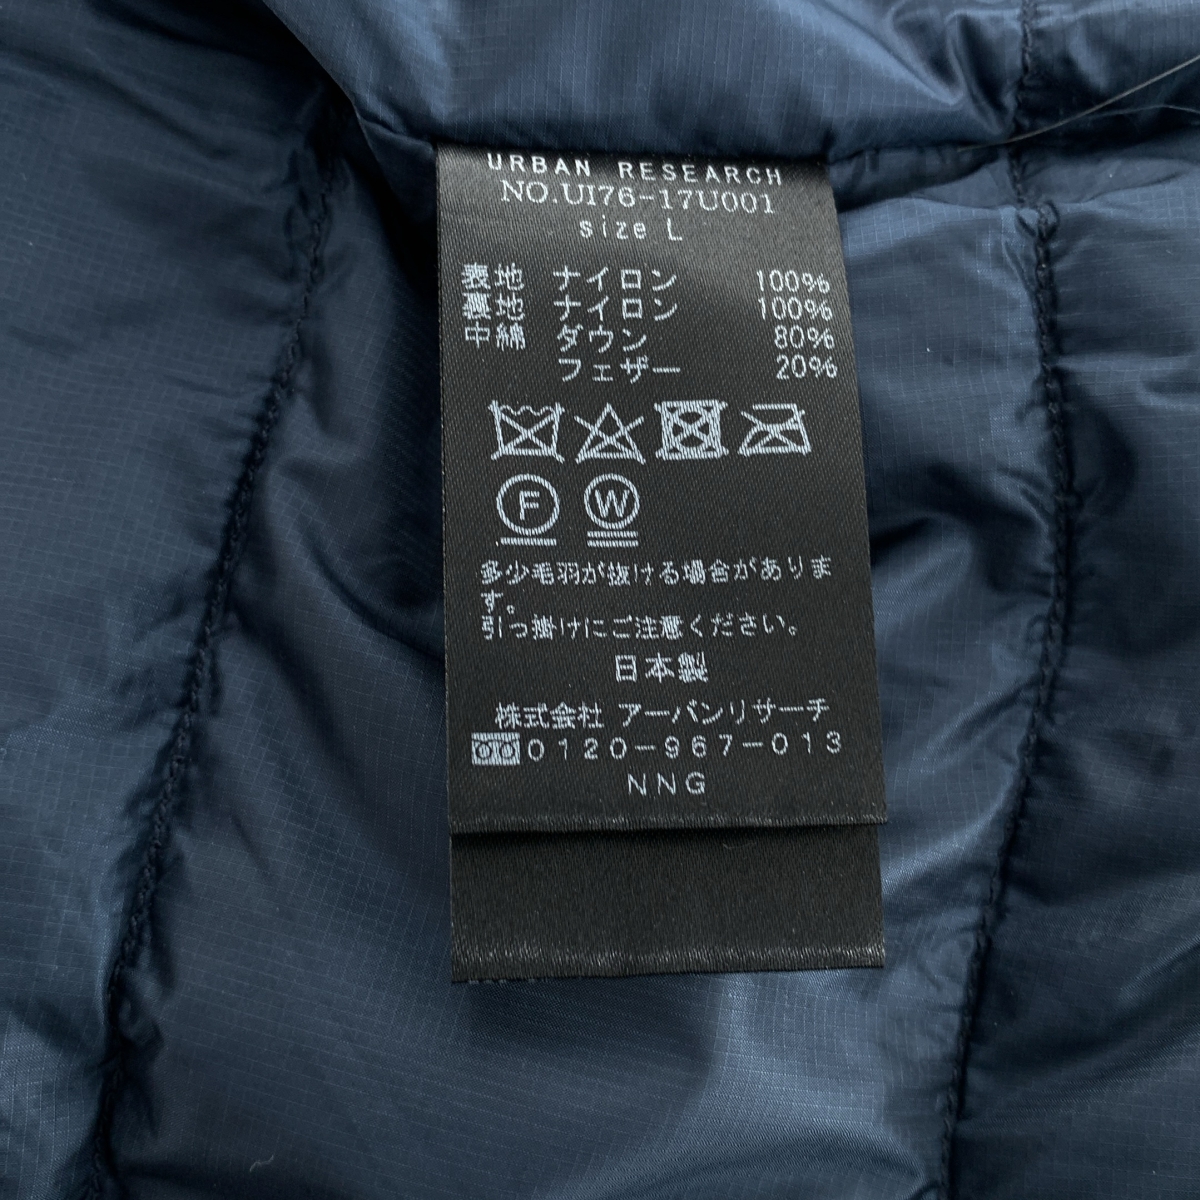 URBAN RESEARCH
NO.UI76-17U001
size L
表地 ナイロン 100%
裏地 ナイロン 100%
中綿 ダウン 80%
フェザー 20%
F W
多少毛羽が抜ける場合がありま
す。
引っ掛けにご注意ください。
日本製
株式会社 アーバンリサーチ
0120-967-013
NNG